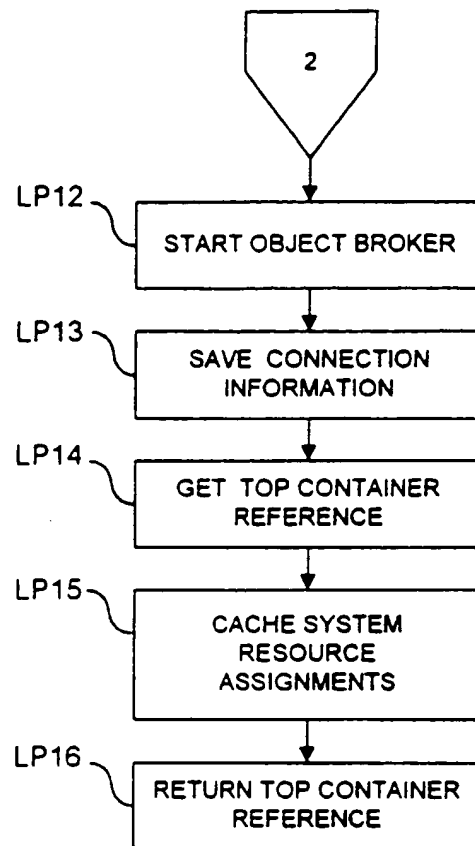 2
LP12
START OBJECT BROKER
LP13
SAVE CONNECTION
INFORMATION
LP14
GET TOP CONTAINER
REFERENCE
LP15
CACHE SYSTEM
RESOURCE
ASSIGNMENTS
LP16
RETURN TOP CONTAINER
REFERENCE